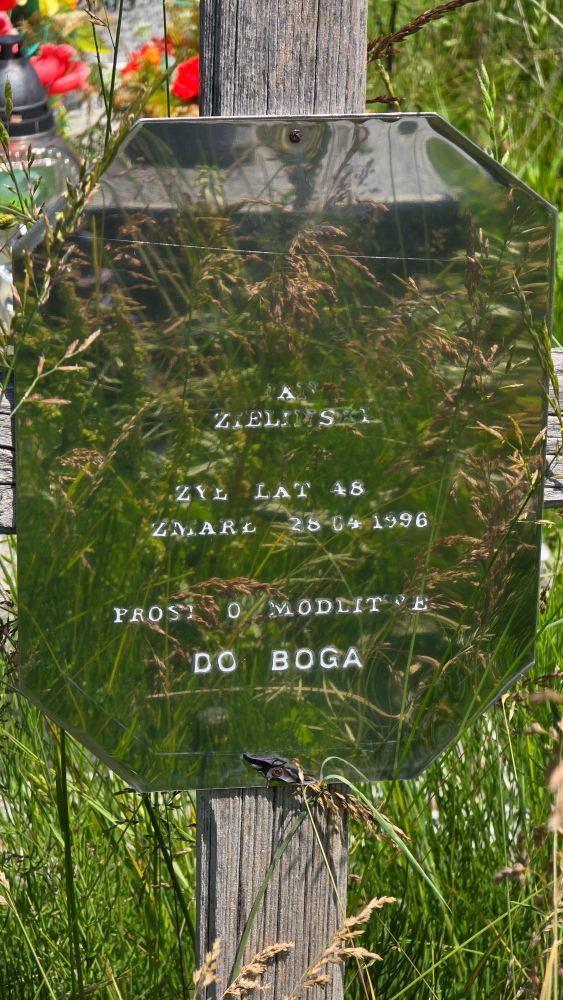 JAN
ZIELINSKI
ZYL LAT 48
ZMARL 28 04 1996
PROSI O MODLITWE
DO BOGA